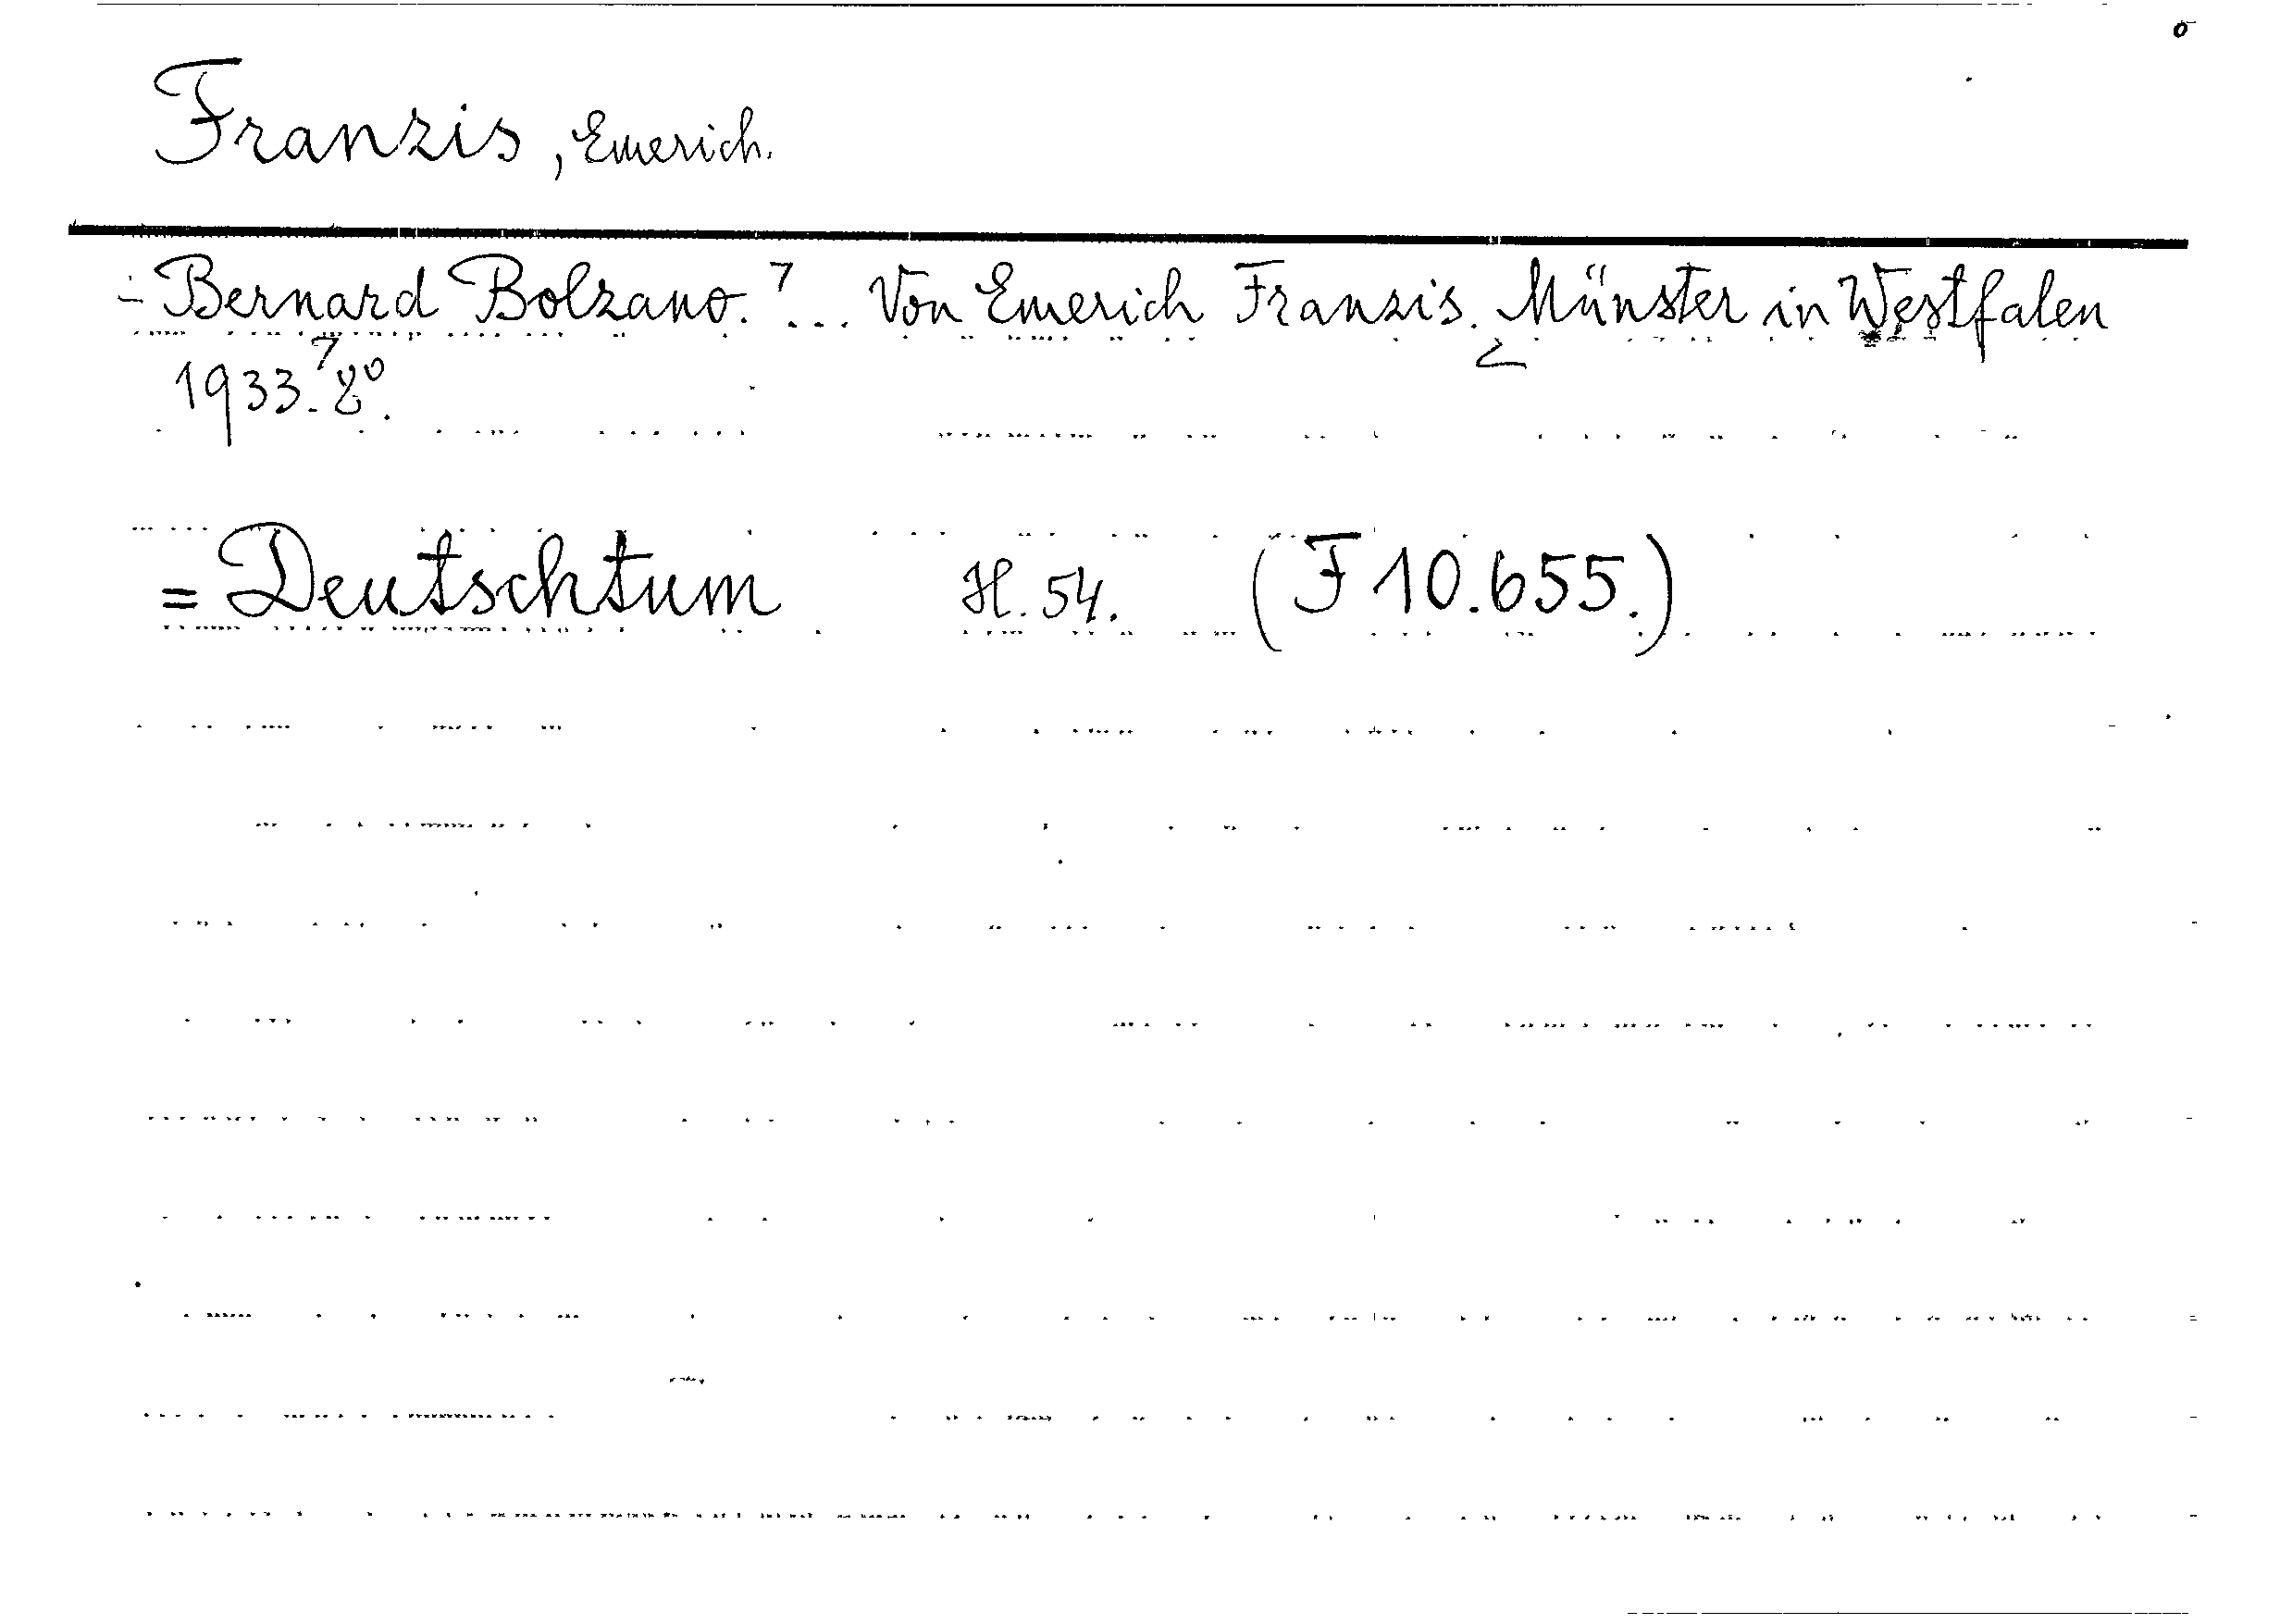 Franzis, Emerich.
- Bernard Bolzano. ... Von Emerich Franzis. Münster in Westfalen
1933. 8°.
= Deutschtum H. 54. (F 10.655.)